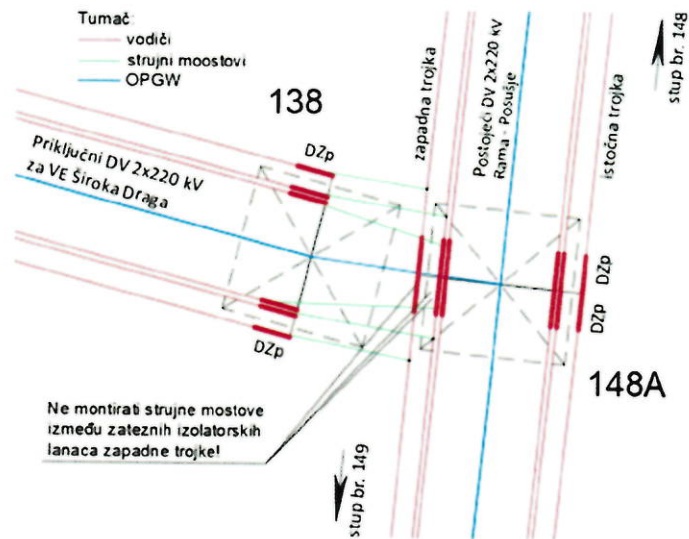 Tumač:
vodiči
strujni moostovi
OPGW
138
DZp
Priključni DV 2x220 kV
za VE Široka Draga
DZp
zapadna trojka
Postojeći DV 2x220 kV
Rama - Posušje
istočna trojka
stup br. 148
DZp
DZp
148A
Ne montirati strujne mostove
između zateznih izolatorskih
lanaca zapadne trojke!
stup br. 149